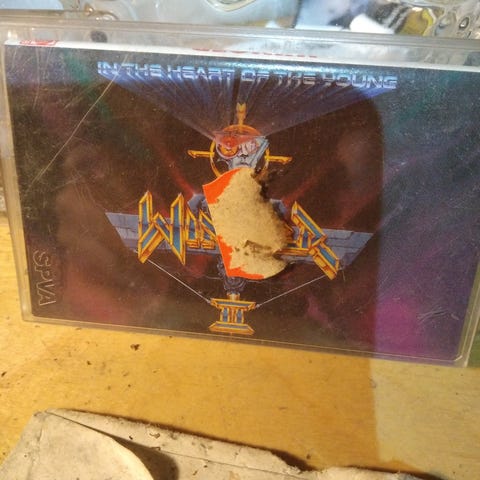 IN THE HEART OF THE YOUNG
II
SPVA